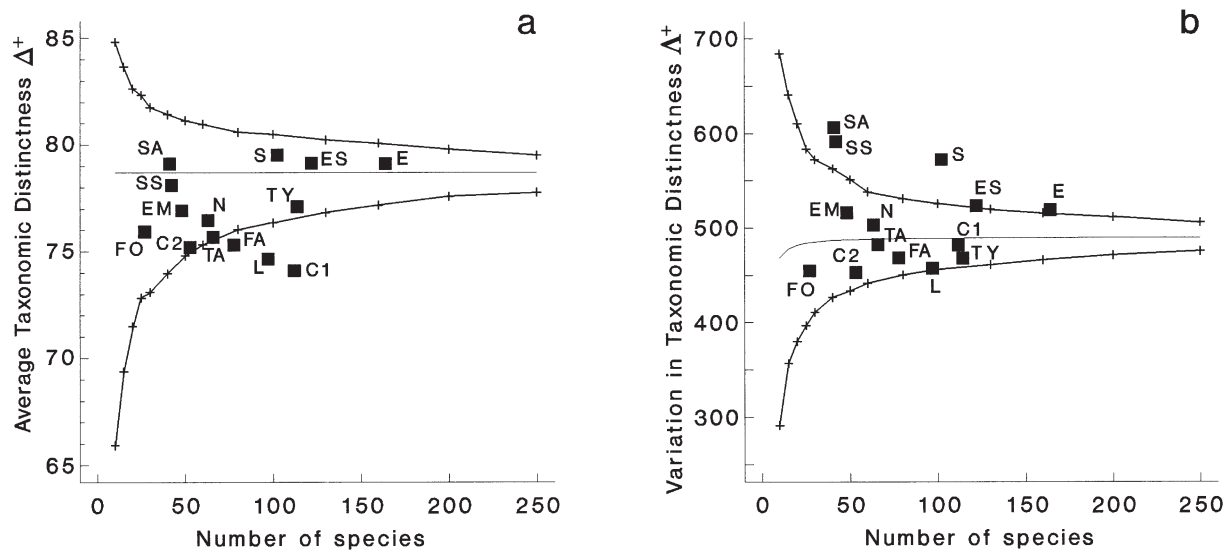 a
Average Taxonomic Distinctness Δ+
85
80
75
70
65
SA
S
ES
E
SS
EM
N
TY
FO
C2
TA
FA
L
C1
0 50 100 150 200 250
Number of species
b
Variation in Taxonomic Distinctness Λ+
700
600
500
400
300
SA
SS
S
ES
E
EM
N
C1
TA
C2
FA
TY
FO
L
0 50 100 150 200 250
Number of species